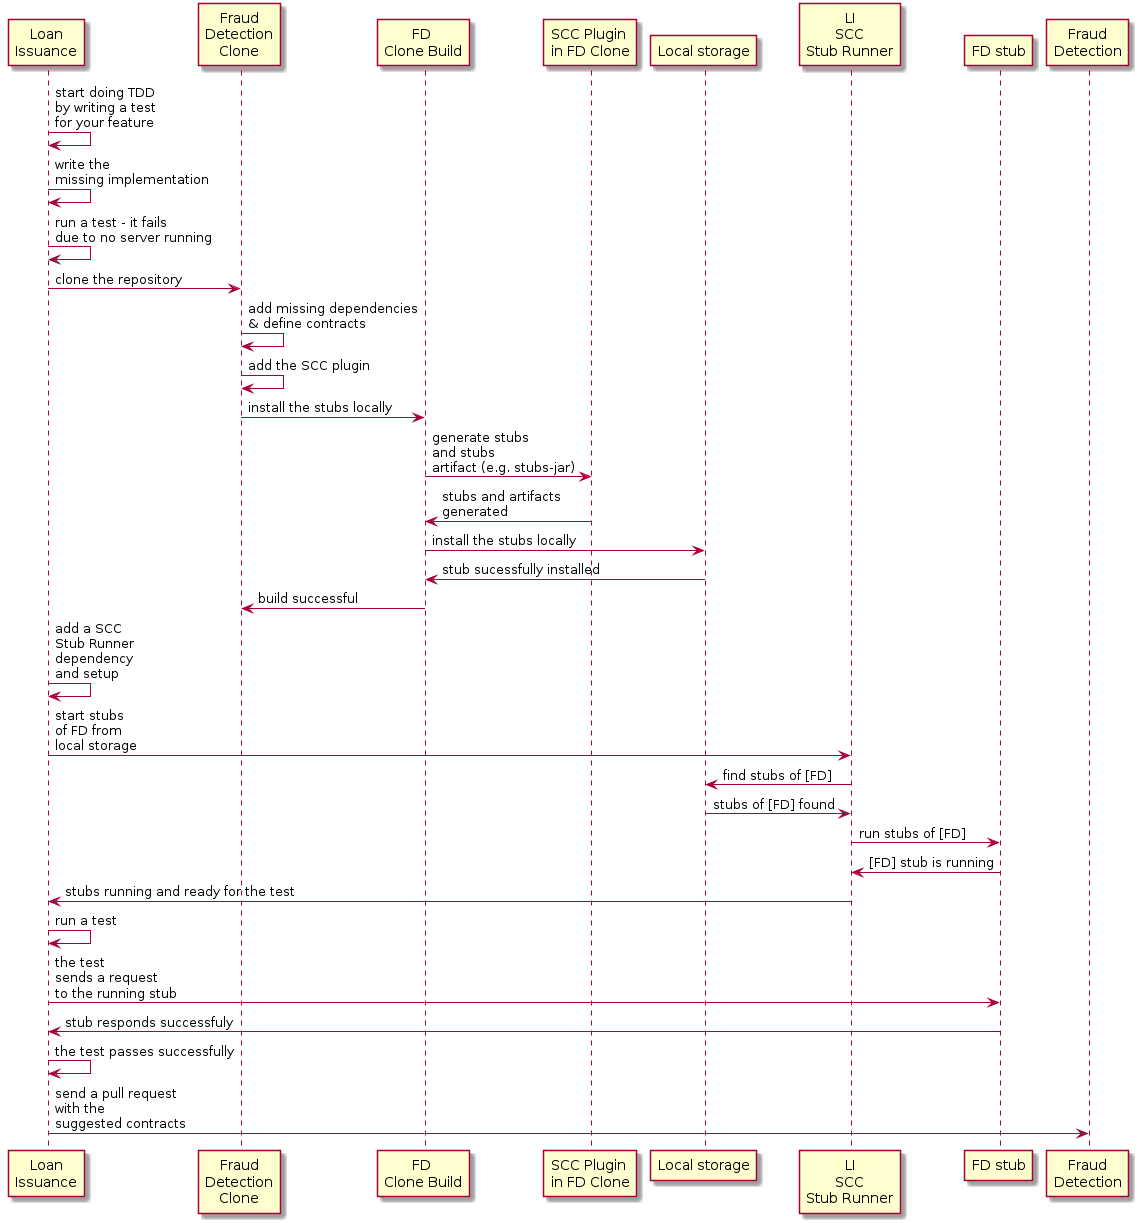 Loan
Issuance
Fraud
Detection
Clone
FD
Clone Build
SCC Plugin
in FD Clone
Local storage
LI
SCC
Stub Runner
FD stub
Fraud
Detection
start doing TDD
by writing a test
for your feature
write the
missing implementation
run a test - it fails
due to no server running
clone the repository
add missing dependencies
& define contracts
add the SCC plugin
install the stubs locally
generate stubs
and stubs
artifact (e.g. stubs-jar)
stubs and artifacts
generated
install the stubs locally
stub sucessfully installed
build successful
add a SCC
Stub Runner
dependency
and setup
start stubs
of FD from
local storage
find stubs of [FD]
stubs of [FD] found
run stubs of [FD]
[FD] stub is running
stubs running and ready for the test
run a test
the test
sends a request
to the running stub
stub responds successfuly
the test passes successfully
send a pull request
with the
suggested contracts
Loan
Issuance
Fraud
Detection
Clone
FD
Clone Build
SCC Plugin
in FD Clone
Local storage
LI
SCC
Stub Runner
FD stub
Fraud
Detection